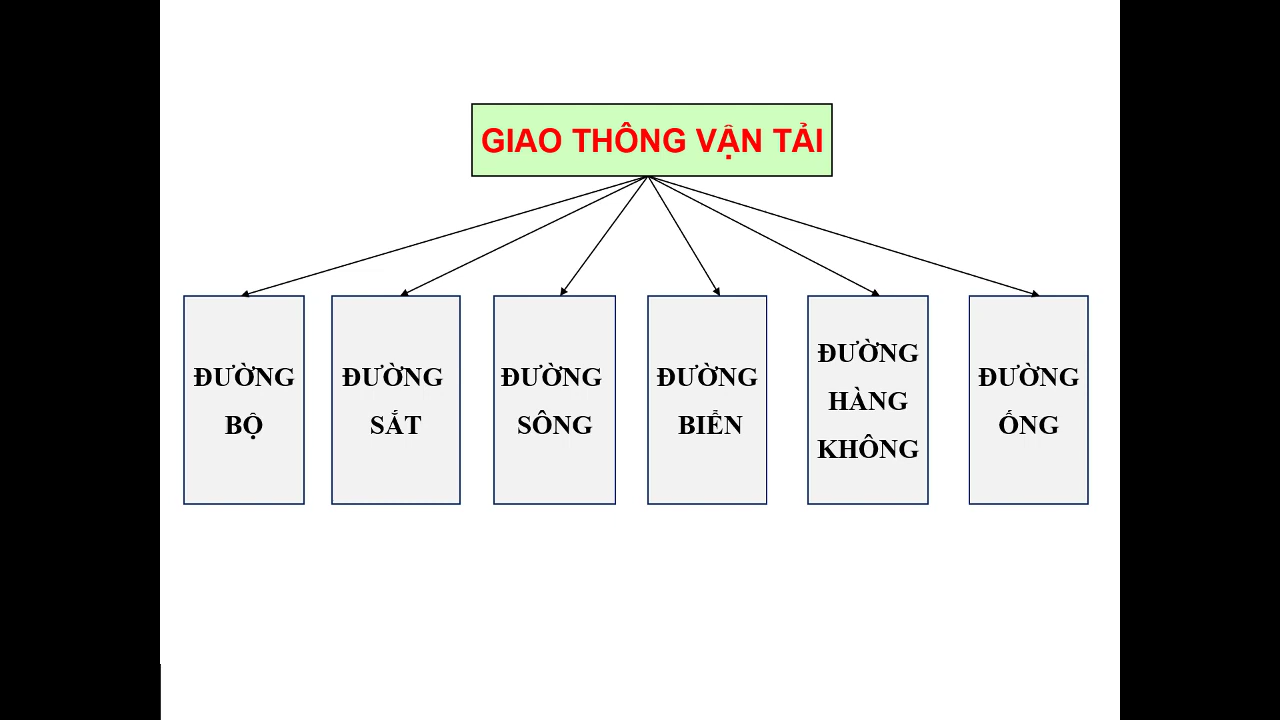 GIAO THÔNG VẬN TẢI
ĐƯỜNG
BỘ
ĐƯỜNG
SẮT
ĐƯỜNG
SÔNG
ĐƯỜNG
BIỂN
ĐƯỜNG
HÀNG
KHÔNG
ĐƯỜNG
ỐNG